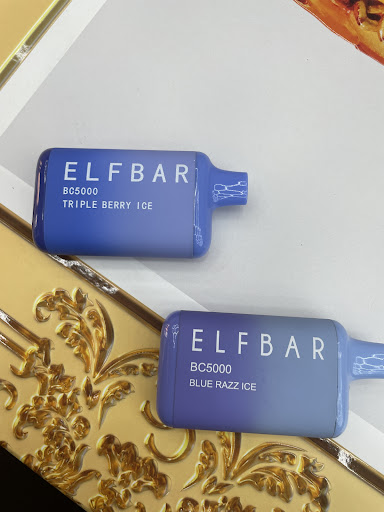 ELFBAR
BC5000
TRIPLE BERRY ICE
ELFBAR
BC5000
BLUE RAZZ ICE